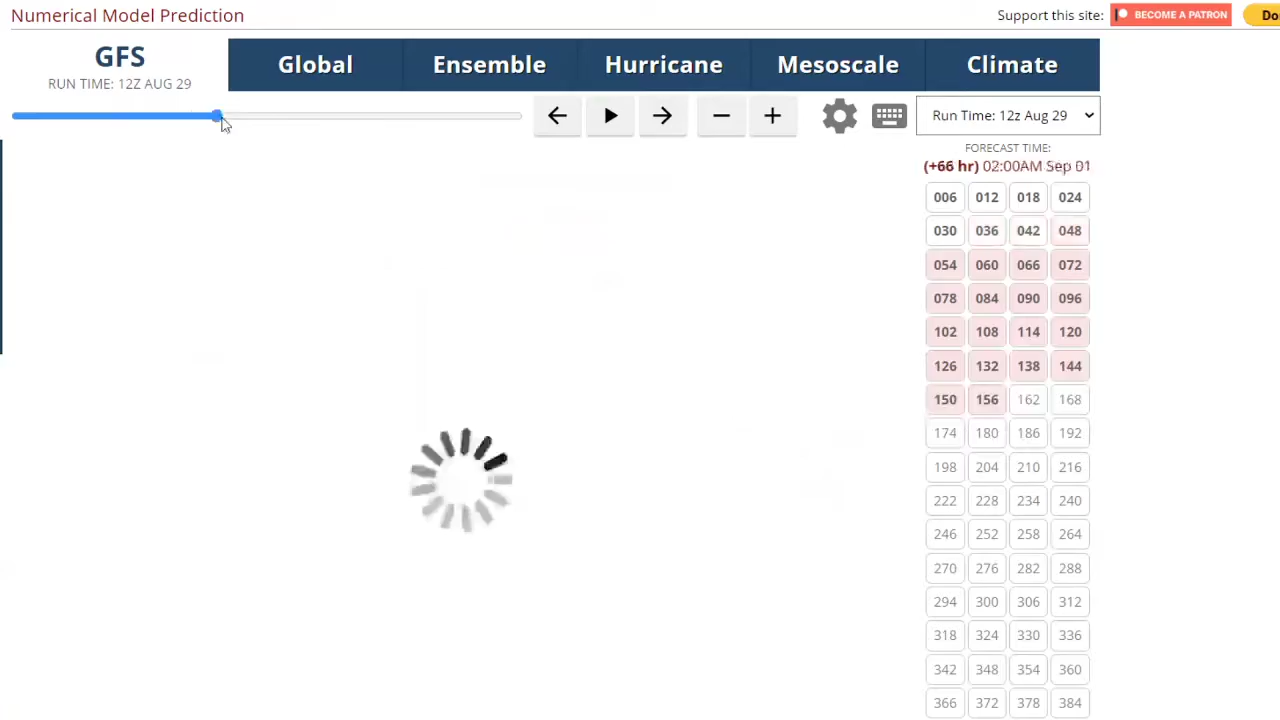 Numerical Model Prediction
Support this site:
BECOME A PATRON
Do
GFS
RUN TIME: 12Z AUG 29
Global
Ensemble
Hurricane
Mesoscale
Climate
Run Time: 12z Aug 29
FORECAST TIME:
(+66 hr) 02:00AM Sep 01
006 012 018 024
030 036 042 048
054 060 066 072
078 084 090 096
102 108 114 120
126 132 138 144
150 156 162 168
174 180 186 192
198 204 210 216
222 228 234 240
246 252 258 264
270 276 282 288
294 300 306 312
318 324 330 336
342 348 354 360
366 372 378 384